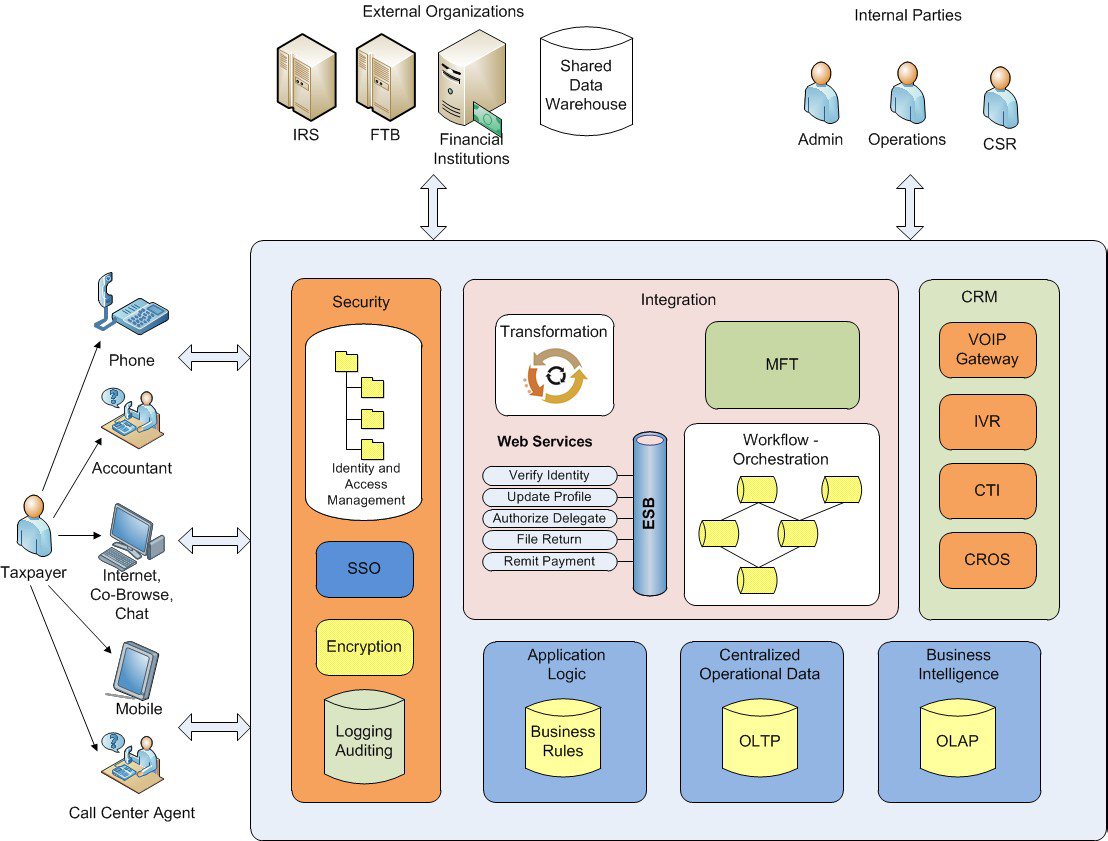 External Organizations
Internal Parties
Shared
Data
Warehouse
IRS
FTB
Financial
Institutions
Admin
Operations
CSR
Phone
Accountant
Taxpayer
Internet,
Co-Browse,
Chat
Mobile
Call Center Agent
Security
Identity and
Access
Management
SSO
Encryption
Logging
Auditing
Integration
Transformation
MFT
Web Services
Verify Identity
Update Profile
Authorize Delegate
File Return
Remit Payment
ESB
Workflow -
Orchestration
CRM
VOIP
Gateway
IVR
CTI
CROS
Application
Logic
Business
Rules
Centralized
Operational Data
OLTP
Business
Intelligence
OLAP